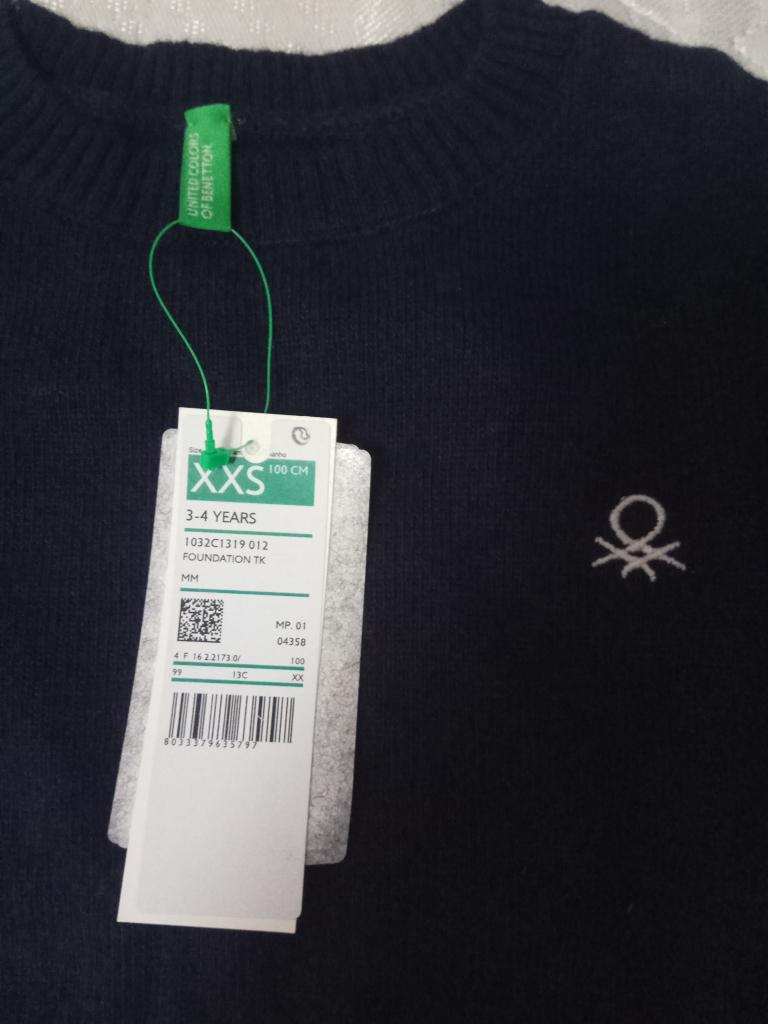 UNITED COLORS
OF BENETTON.
Size
XXS 100 CM
3-4 YEARS
1032C1319 012
FOUNDATION TK
MM
MP. 01
04358
4 F 16 2.2173.0/ 100
99 13C XX
8033379635797